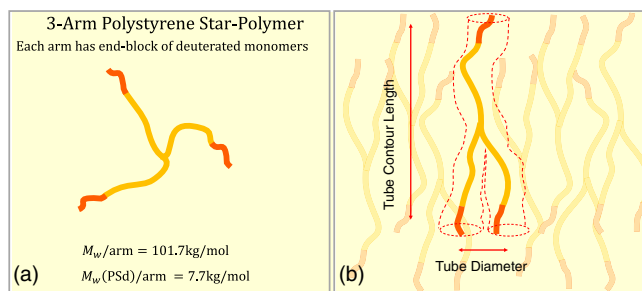 3-Arm Polystyrene Star-Polymer
Each arm has end-block of deuterated monomers
M_w/arm = 101.7kg/mol
M_w(PSd)/arm = 7.7kg/mol
(a)
Tube Contour Length
Tube Diameter
(b)